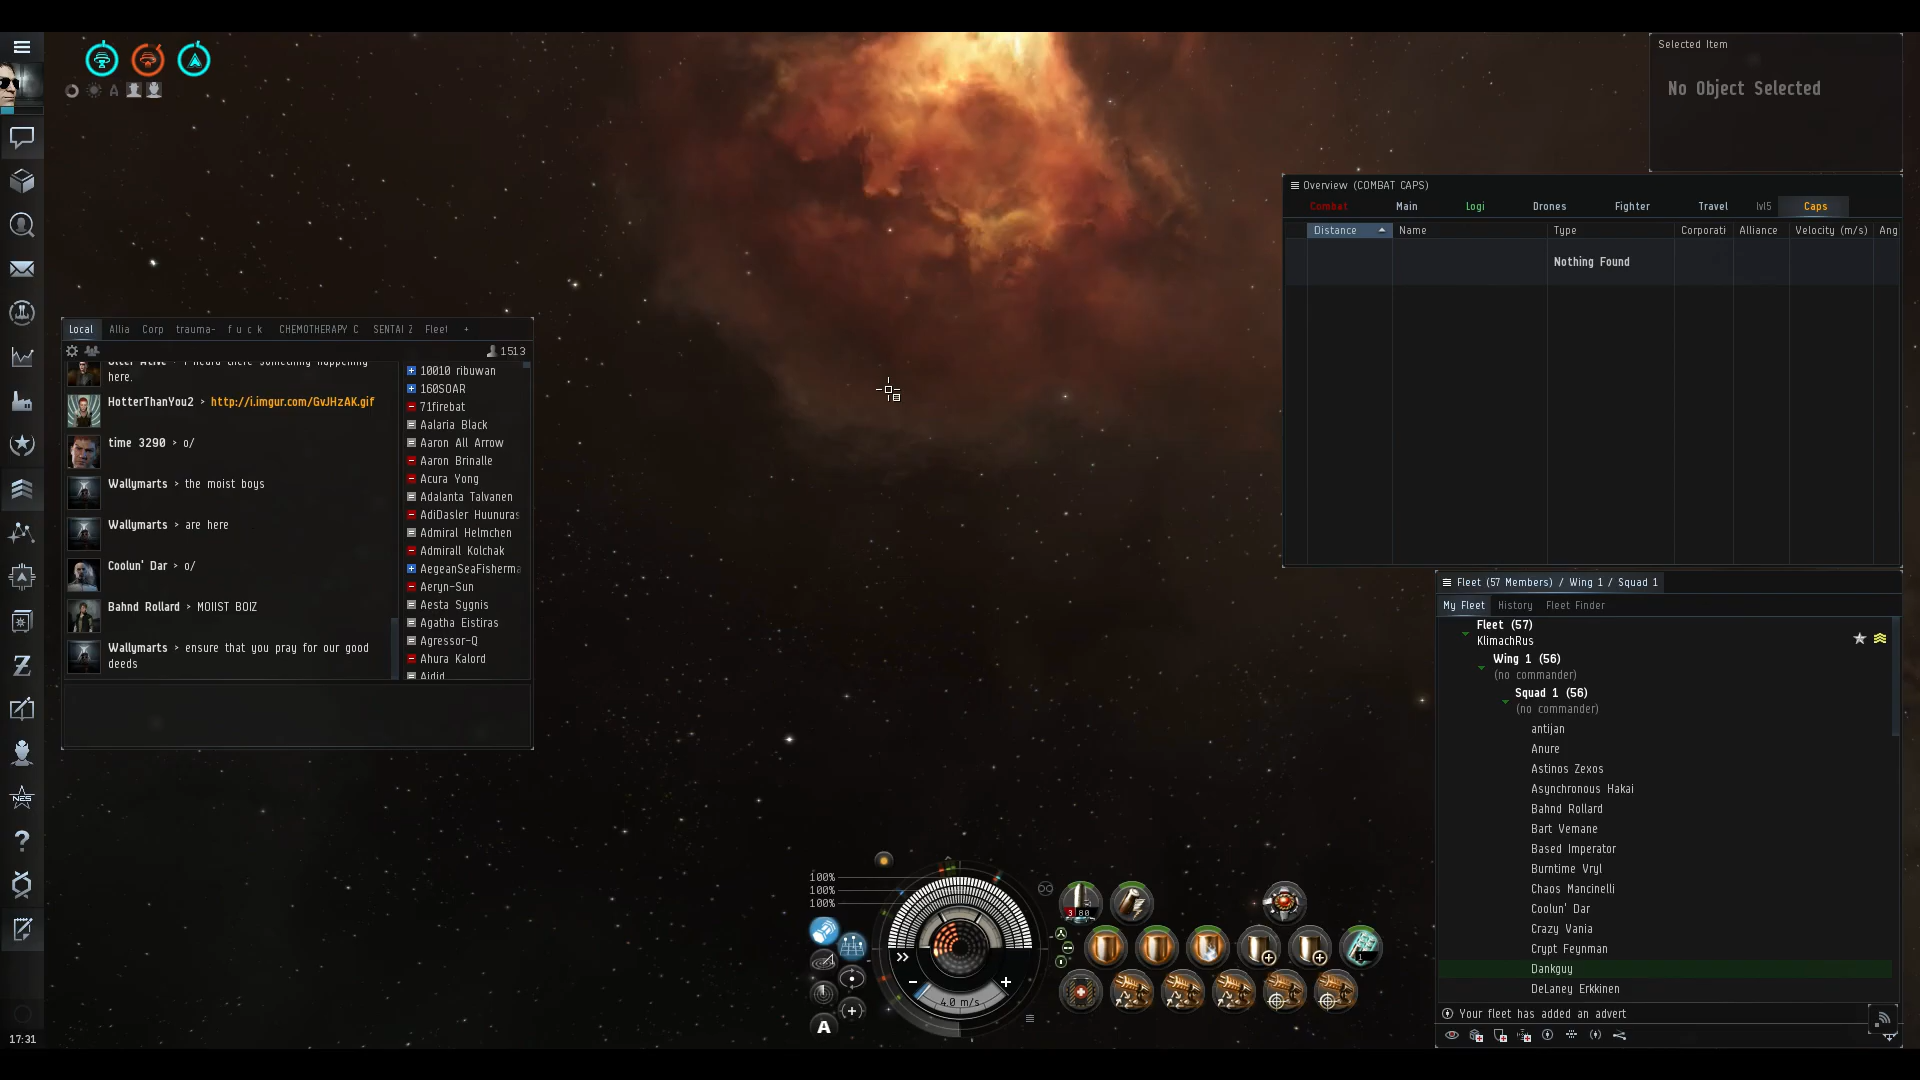 Selected Item
No Object Selected
Overview (COMBAT CAPS)
Combat Main Logi Drones Fighter Travel lvl5 Caps
Distance Name Type Corporati Alliance Velocity (m/s) Ang
Nothing Found
Local Allia Corp trauma- f u c k CHEMOTHERAPY C SENTAI Fleet +
1513
here.
HotterThanYou2 > http://i.imgur.com/GvJHzAK.gif
time 3290 > o/
Wallymarts > the moist boys
Wallymarts > are here
Coolun' Dar > o/
Bahnd Rollard > MOIIST BOIZ
Wallymarts > ensure that you pray for our good
deeds
10010 ribuwan
160SOAR
71firebat
Aalaria Black
Aaron All Arrow
Aaron Brinalle
Acura Yong
Adalanta Talvanen
AdiDasler Huunuras
Admiral Helmchen
Admirall Kolchak
AegeanSeaFisherma
Aeryn-Sun
Aesta Sygnis
Agatha Eistiras
Agressor-Q
Ahura Kalord
Aidid
Fleet (57 Members) / Wing 1 / Squad 1
My Fleet History Fleet Finder
Fleet (57)
KlimachRus
Wing 1 (56)
(no commander)
Squad 1 (56)
(no commander)
antijan
Anure
Astinos Zexos
Asynchronous Hakai
Bahnd Rollard
Bart Vemane
Based Imperator
Burntime Vryl
Chaos Mancinelli
Coolun' Dar
Crazy Vania
Crypt Feynman
Dankguy
DeLaney Erkkinen
Your fleet has added an advert
100%
100%
100%
3 80
1
4.0 m/s
A
NES
17:31